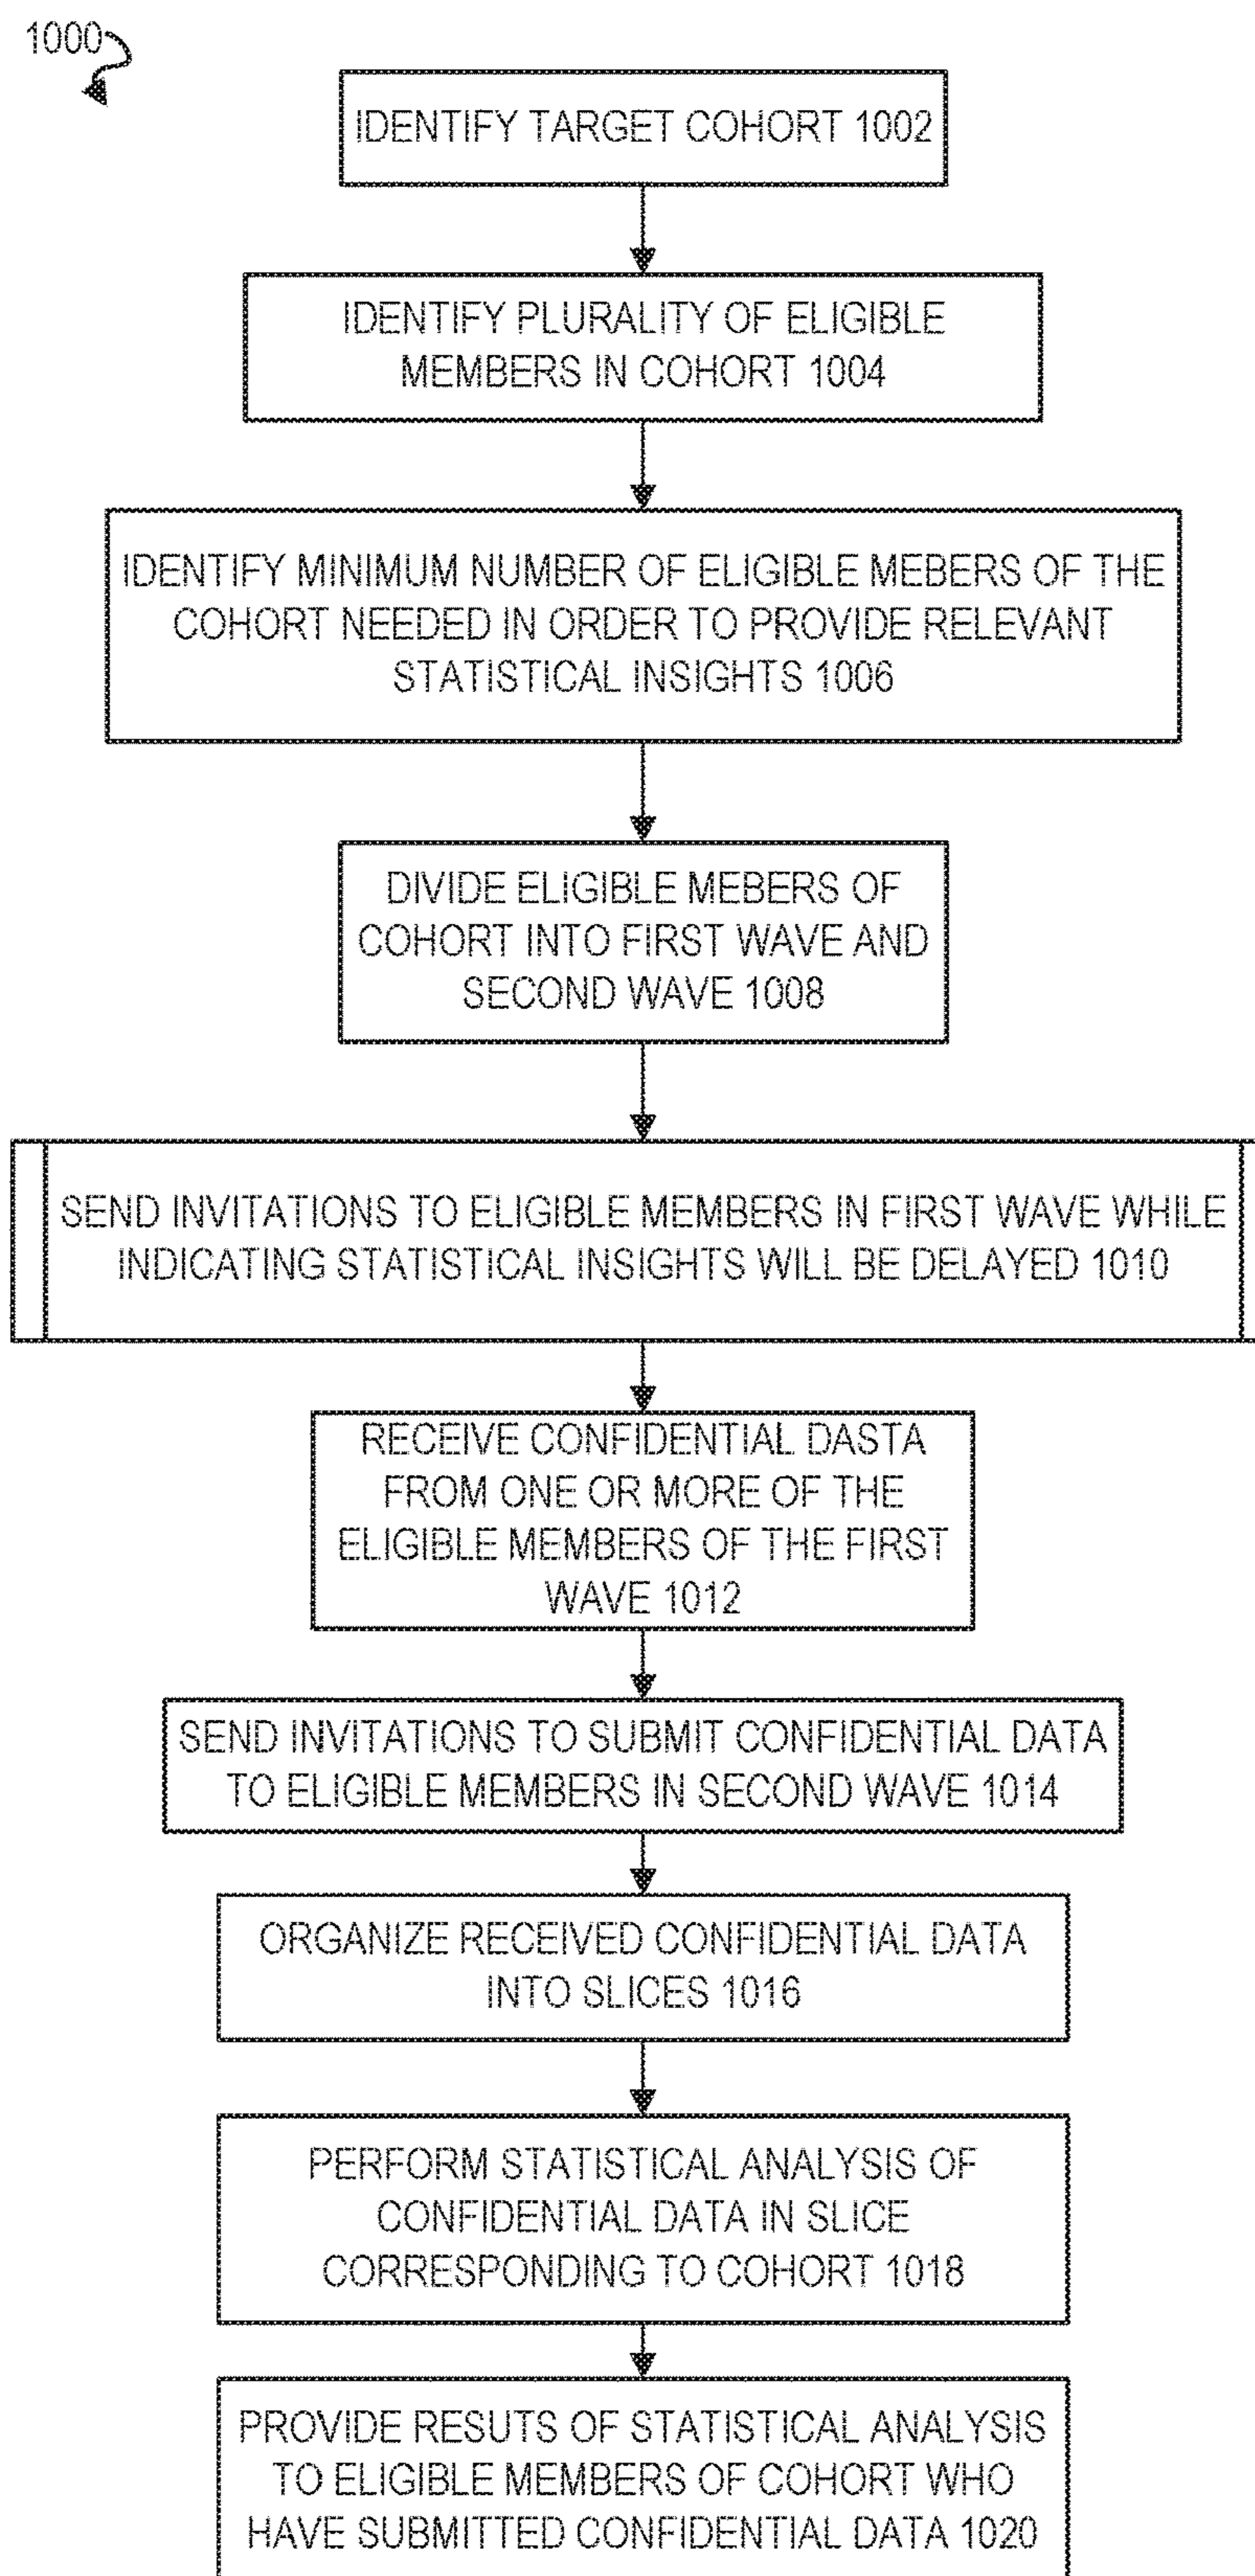 1000
IDENTIFY TARGET COHORT 1002
IDENTIFY PLURALITY OF ELIGIBLE
MEMBERS IN COHORT 1004
IDENTIFY MINIMUM NUMBER OF ELIGIBLE MEBERS OF THE
COHORT NEEDED IN ORDER TO PROVIDE RELEVANT
STATISTICAL INSIGHTS 1006
DIVIDE ELIGIBLE MEBERS OF
COHORT INTO FIRST WAVE AND
SECOND WAVE 1008
SEND INVITATIONS TO ELIGIBLE MEMBERS IN FIRST WAVE WHILE
INDICATING STATISTICAL INSIGHTS WILL BE DELAYED 1010
RECEIVE CONFIDENTIAL DASTA
FROM ONE OR MORE OF THE
ELIGIBLE MEMBERS OF THE FIRST
WAVE 1012
SEND INVITATIONS TO SUBMIT CONFIDENTIAL DATA
TO ELIGIBLE MEMBERS IN SECOND WAVE 1014
ORGANIZE RECEIVED CONFIDENTIAL DATA
INTO SLICES 1016
PERFORM STATISTICAL ANALYSIS OF
CONFIDENTIAL DATA IN SLICE
CORRESPONDING TO COHORT 1018
PROVIDE RESUTS OF STATISTICAL ANALYSIS
TO ELIGIBLE MEMBERS OF COHORT WHO
HAVE SUBMITTED CONFIDENTIAL DATA 1020